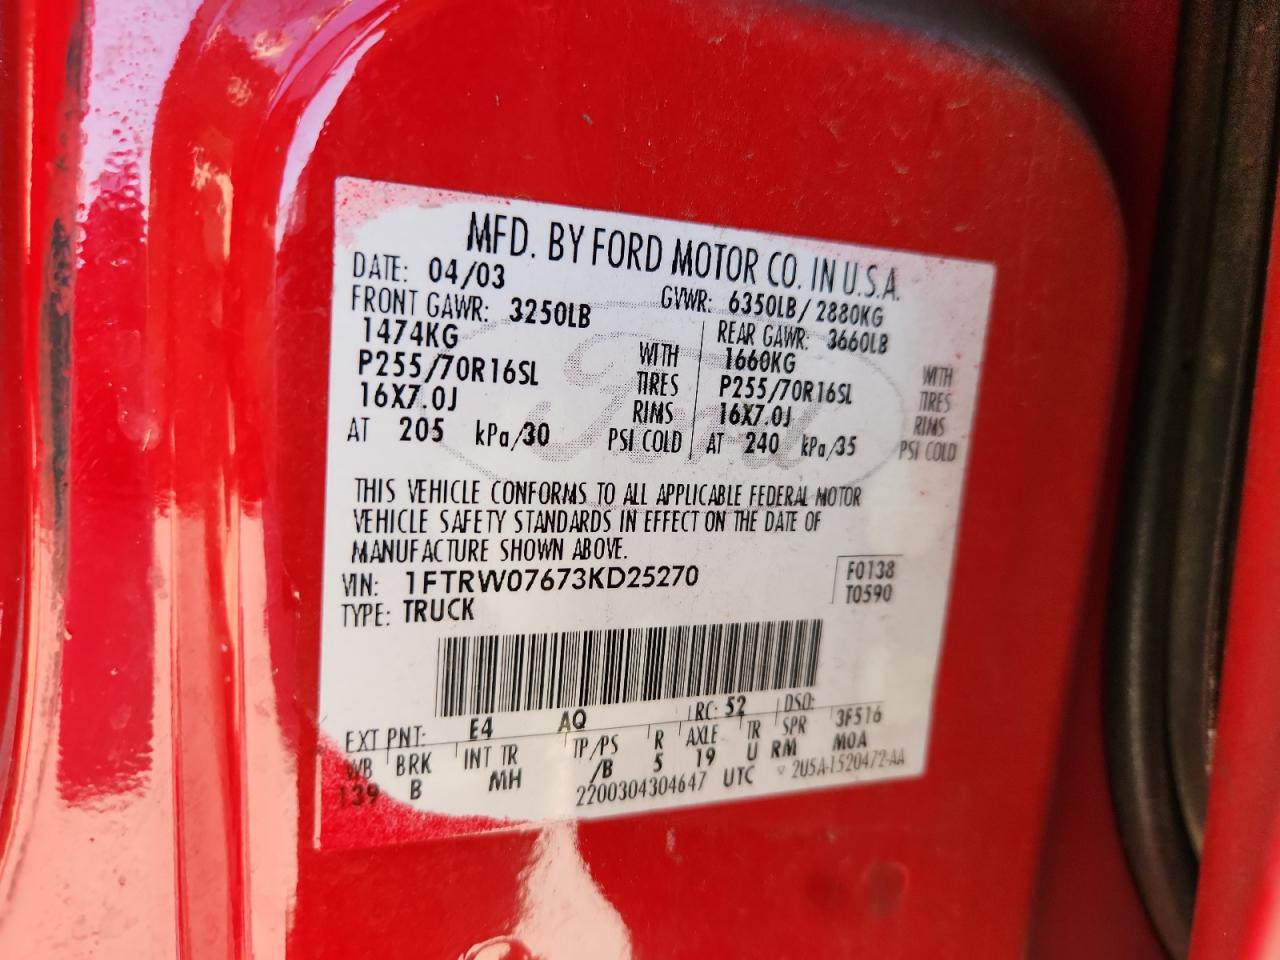 MFD. BY FORD MOTOR CO. IN U.S.A.
DATE: 04/03 GVWR: 6350LB/ 2880KG
FRONT GAWR: 3250LB REAR GAWR: 3660LB
1474KG WITH 1660KG WITH
P255/70R16SL TIRES P255/70R16SL TIRES
16X7.0J RIMS 16X7.0J RIMS
AT 205 kPa/30 PSI COLD AT 240 kPa/35 PSI COLD
Ford
THIS VEHICLE CONFORMS TO ALL APPLICABLE FEDERAL MOTOR
VEHICLE SAFETY STANDARDS IN EFFECT ON THE DATE OF
MANUFACTURE SHOWN ABOVE.
VIN: 1FTRW07673KD25270 F0138
TYPE: TRUCK T0590
EXT PNT: E4 AQ RC: 52 DSO: 3F516
WB BRK INT TR TP/PS R AXLE TR SPR M0A
139 B MH /B 5 19 U RM
2200304304647 UTC 2U5A-1520472-AA